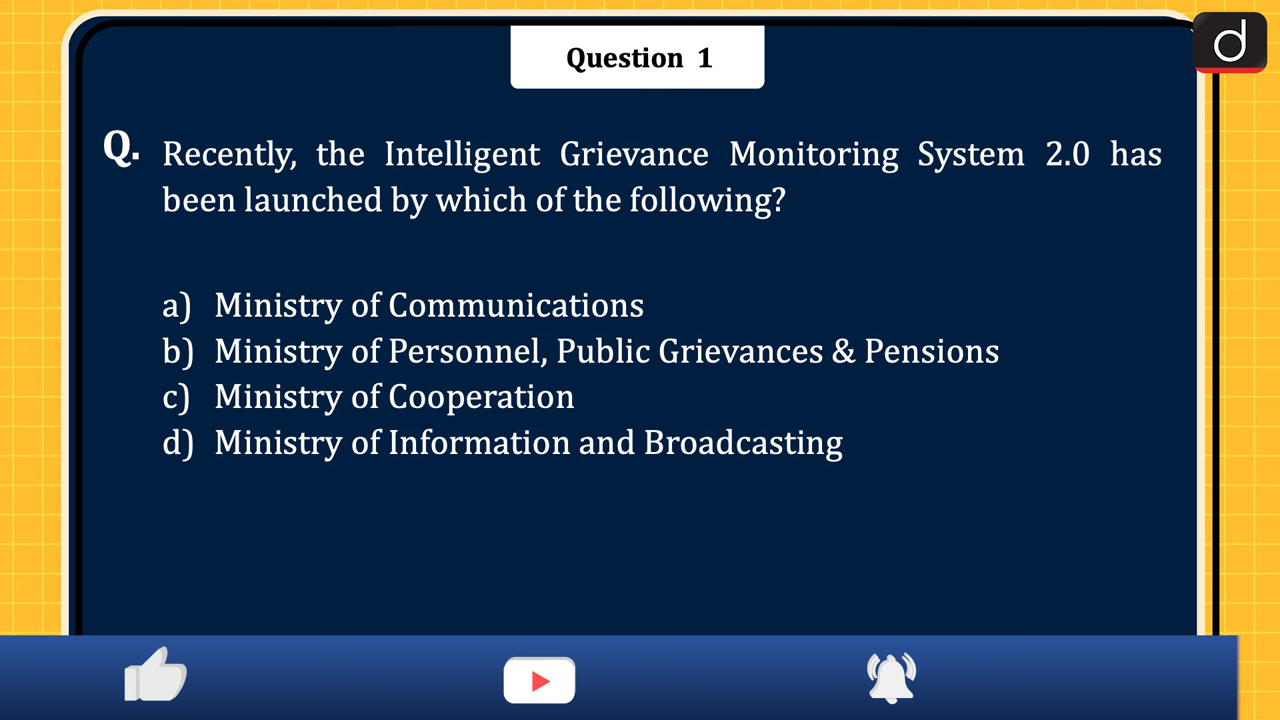 Question 1
d
Q. Recently, the Intelligent Grievance Monitoring System 2.0 has
been launched by which of the following?
a) Ministry of Communications
b) Ministry of Personnel, Public Grievances & Pensions
c) Ministry of Cooperation
d) Ministry of Information and Broadcasting